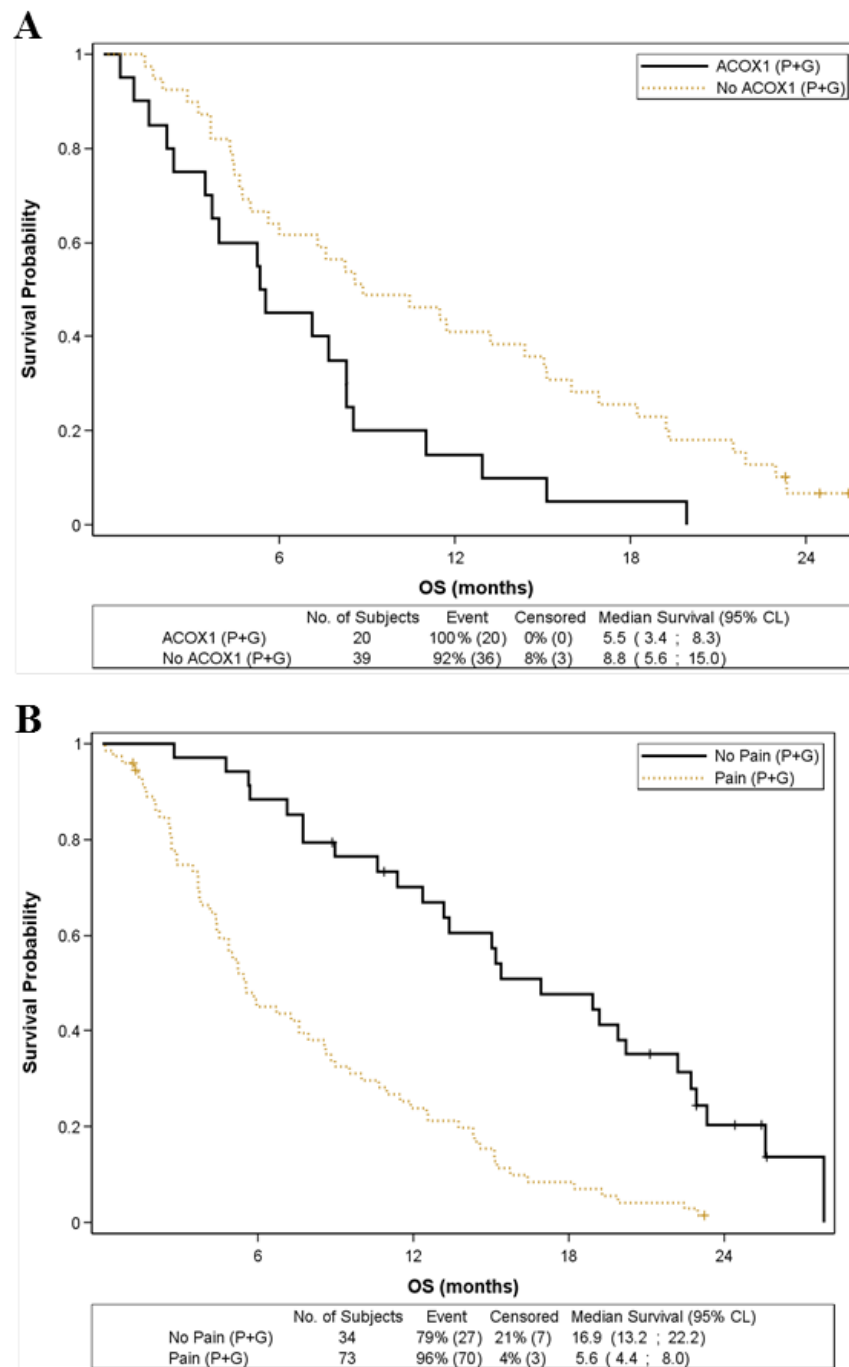 A
ACOX1 (P+G)
No ACOX1 (P+G)
1
0.8
0.6
0.4
0.2
0
Survival Probability
6 12 18 24
OS (months)
No. of Subjects Event Censored Median Survival (95% CL)
ACOX1 (P+G) 20 100% (20) 0% (0) 5.5 ( 3.4 ; 8.3)
No ACOX1 (P+G) 39 92% (36) 8% (3) 8.8 ( 5.6 ; 15.0)
B
No Pain (P+G)
Pain (P+G)
1
0.8
0.6
0.4
0.2
0
Survival Probability
6 12 18 24
OS (months)
No. of Subjects Event Censored Median Survival (95% CL)
No Pain (P+G) 34 79% (27) 21% (7) 16.9 (13.2 ; 22.2)
Pain (P+G) 73 96% (70) 4% (3) 5.6 ( 4.4 ; 8.0)